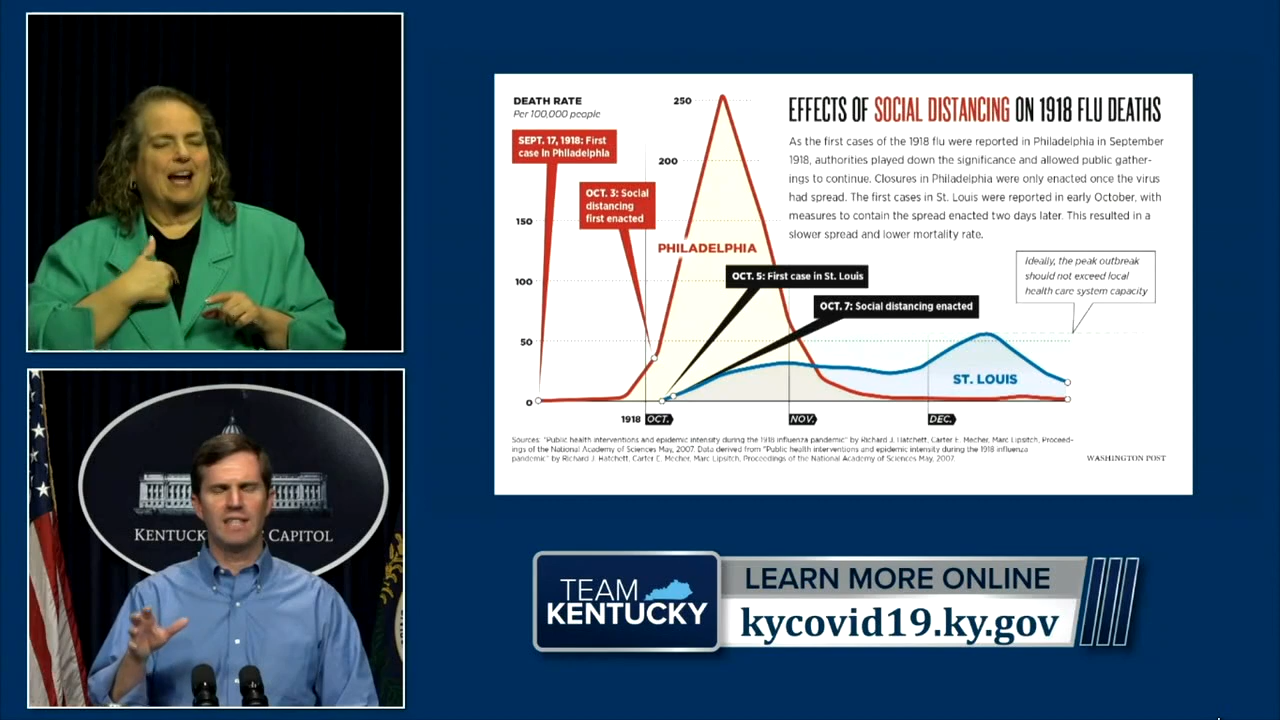 DEATH RATE
Per 100,000 people
250
200
150
100
50
0
SEPT. 17, 1918: First
case in Philadelphia
OCT. 3: Social
distancing
first enacted
PHILADELPHIA
OCT. 5: First case in St. Louis
OCT. 7: Social distancing enacted
ST. LOUIS
1918 OCT.
NOV.
DEC.
EFFECTS OF SOCIAL DISTANCING ON 1918 FLU DEATHS
As the first cases of the 1918 flu were reported in Philadelphia in September
1918, authorities played down the significance and allowed public gather-
ings to continue. Closures in Philadelphia were only enacted once the virus
had spread. The first cases in St. Louis were reported in early October, with
measures to contain the spread enacted two days later. This resulted in a
slower spread and lower mortality rate.
Ideally, the peak outbreak
should not exceed local
health care system capacity
Sources: "Public health interventions and epidemic intensity during the 1918 influenza pandemic" by Richard J. Hatchett, Carter E. Mecher, Marc Lipsitch, Proceed-
ings of the National Academy of Sciences May, 2007. Data derived from "Public health interventions and epidemic intensity during the 1918 influenza
pandemic" by Richard J. Hatchett, Carter C. Mecher, Marc Lipsitch, Proceedings of the National Academy of Sciences May, 2007.
WASHINGTON POST
KENTUCK CAPITOL
TEAM
KENTUCKY
LEARN MORE ONLINE
kycovid19.ky.gov